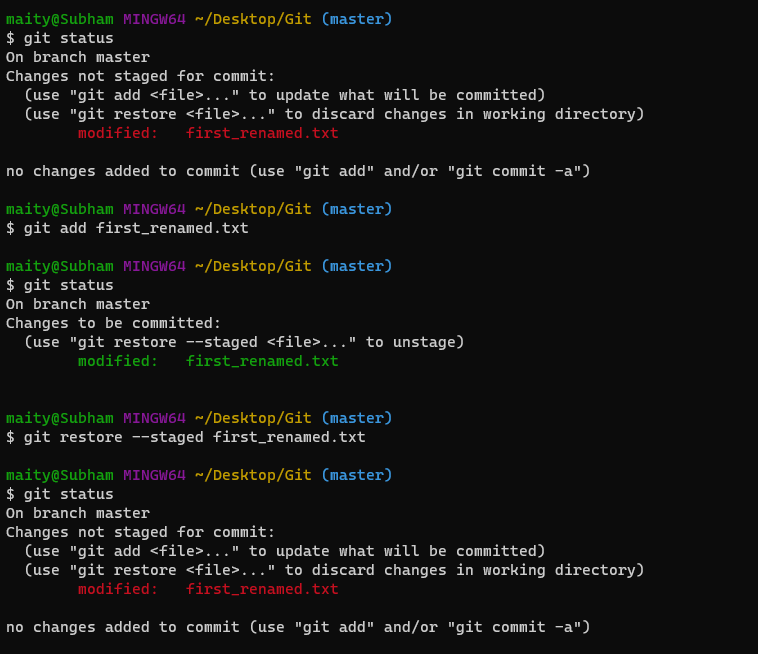 maity@Subham MINGW64 ~/Desktop/Git (master)
$ git status
On branch master
Changes not staged for commit:
  (use "git add <file>..." to update what will be committed)
  (use "git restore <file>..." to discard changes in working directory)
        modified:   first_renamed.txt

no changes added to commit (use "git add" and/or "git commit -a")

maity@Subham MINGW64 ~/Desktop/Git (master)
$ git add first_renamed.txt

maity@Subham MINGW64 ~/Desktop/Git (master)
$ git status
On branch master
Changes to be committed:
  (use "git restore --staged <file>..." to unstage)
        modified:   first_renamed.txt


maity@Subham MINGW64 ~/Desktop/Git (master)
$ git restore --staged first_renamed.txt

maity@Subham MINGW64 ~/Desktop/Git (master)
$ git status
On branch master
Changes not staged for commit:
  (use "git add <file>..." to update what will be committed)
  (use "git restore <file>..." to discard changes in working directory)
        modified:   first_renamed.txt

no changes added to commit (use "git add" and/or "git commit -a")